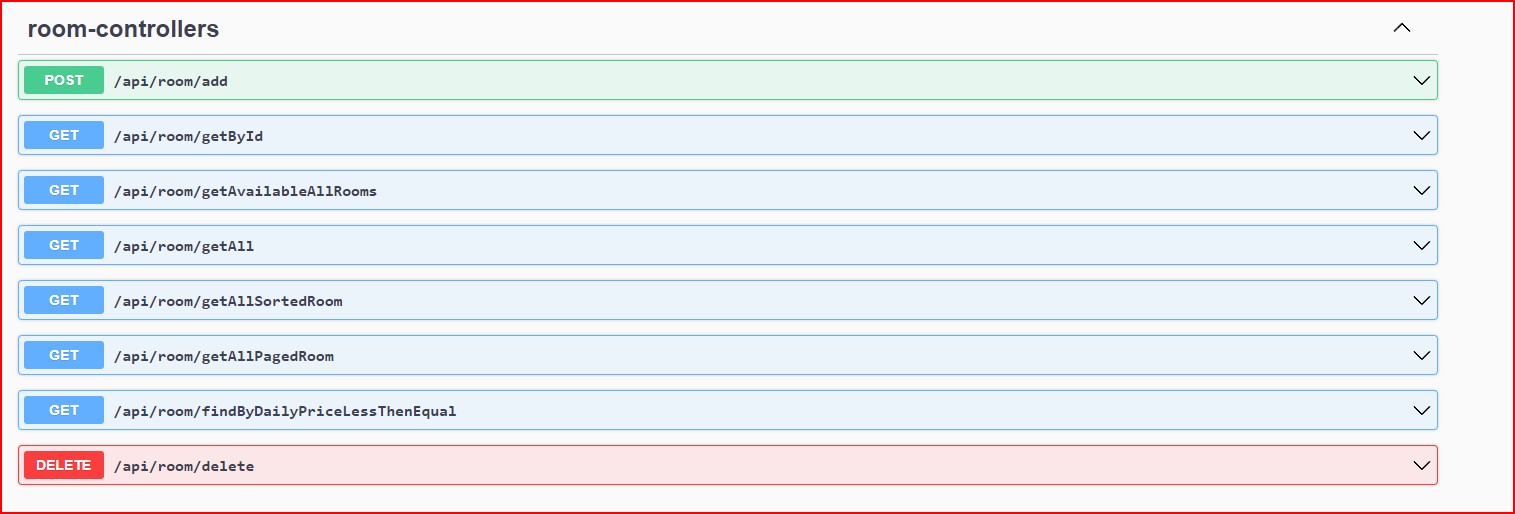 room-controllers
POST /api/room/add
GET /api/room/getById
GET /api/room/getAvailableAllRooms
GET /api/room/getAll
GET /api/room/getAllSortedRoom
GET /api/room/getAllPagedRoom
GET /api/room/findByDailyPriceLessThenEqual
DELETE /api/room/delete